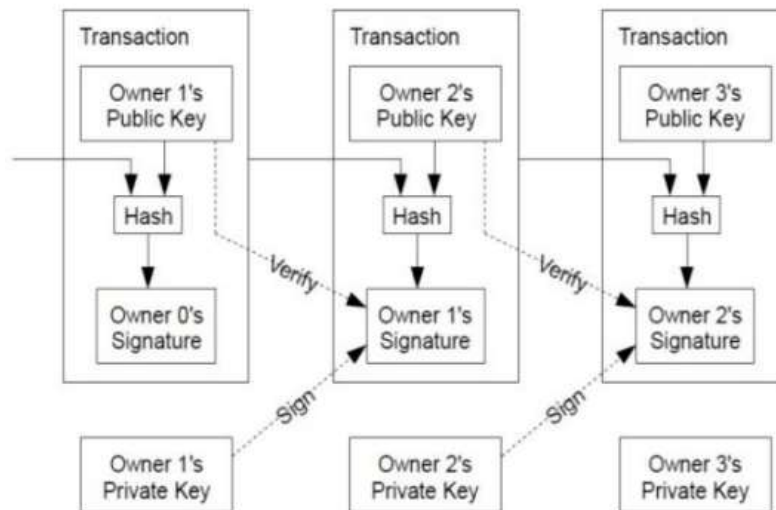 Transaction
Transaction
Transaction
Owner 1's
Public Key
Owner 2's
Public Key
Owner 3's
Public Key
Hash
Hash
Hash
Verify
Verify
Owner 0's
Signature
Owner 1's
Signature
Owner 2's
Signature
Sign
Sign
Owner 1's
Private Key
Owner 2's
Private Key
Owner 3's
Private Key